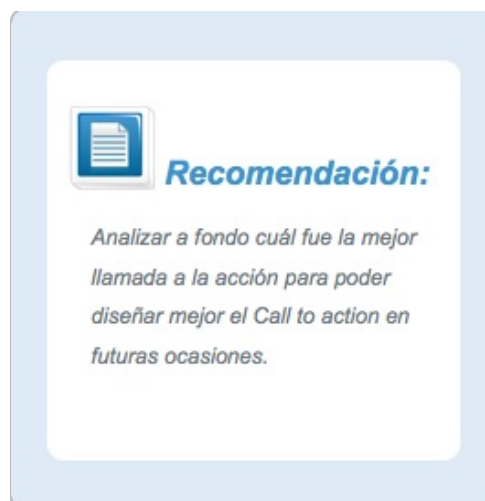 Recomendación:
Analizar a fondo cuál fue la mejor
llamada a la acción para poder
diseñar mejor el Call to action en
futuras ocasiones.